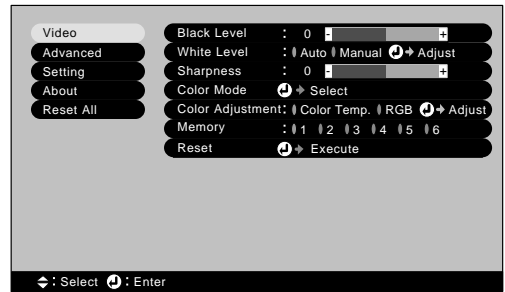 Video
Advanced
Setting
About
Reset All
Black Level : 0 - +
White Level : Auto Manual Adjust
Sharpness : 0 - +
Color Mode Select
Color Adjustment: Color Temp. RGB Adjust
Memory : 1 2 3 4 5 6
Reset Execute
: Select : Enter